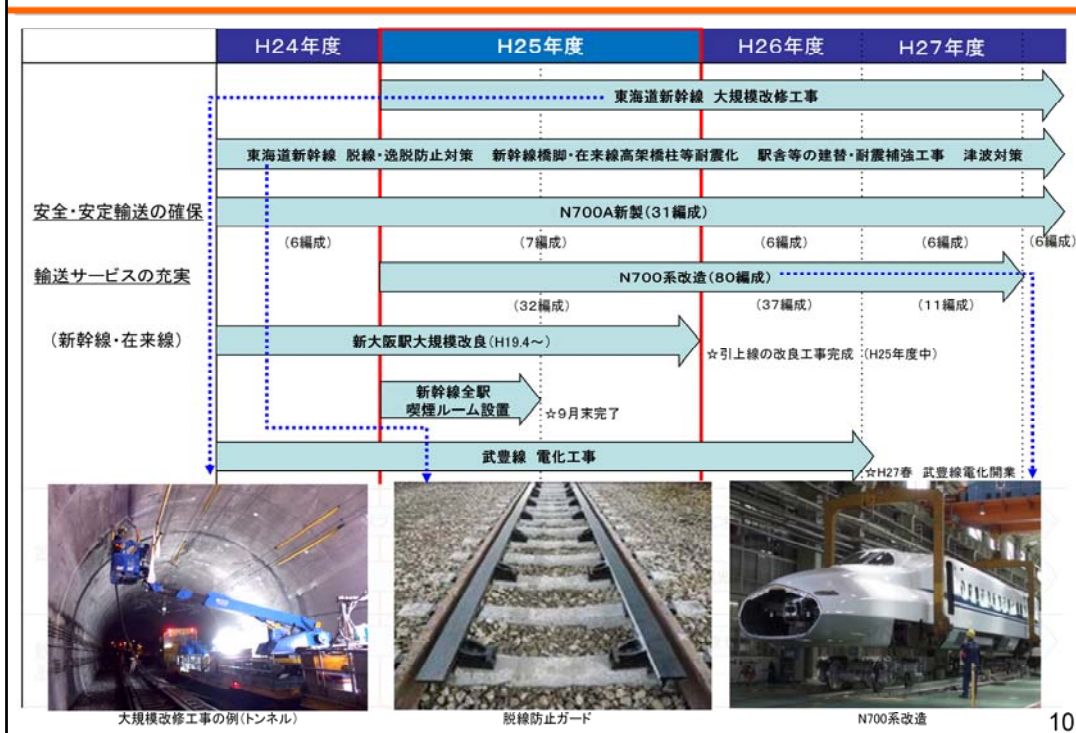 H24年度 H25年度 H26年度 H27年度
東海道新幹線 大規模改修工事
東海道新幹線 脱線・逸脱防止対策 新幹線橋脚・在来線高架橋柱等耐震化 駅舎等の建替・耐震補強工事 津波対策
安全・安定輸送の確保
N700A新製(31編成)
(6編成) (7編成) (6編成) (6編成) (6編成)
輸送サービスの充実
N700系改造(80編成)
(32編成) (37編成) (11編成)
(新幹線・在来線)
新大阪駅大規模改良(H19.4～)
☆引上線の改良工事完成 (H25年度中)
新幹線全駅
喫煙ルーム設置
☆9月末完了
武豊線 電化工事
☆H27春 武豊線電化開業
大規模改修工事の例(トンネル) 脱線防止ガード N700系改造
10